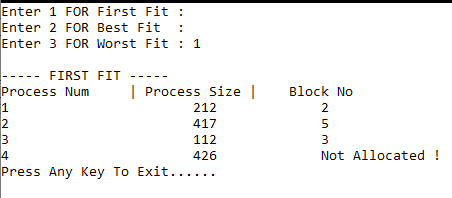 Enter 1 FOR First Fit :
Enter 2 FOR Best Fit  :
Enter 3 FOR Worst Fit : 1
----- FIRST FIT -----
Process Num     | Process Size |    Block No
1                       212             2
2                       417             5
3                       112             3
4                       426             Not Allocated !
Press Any Key To Exit......